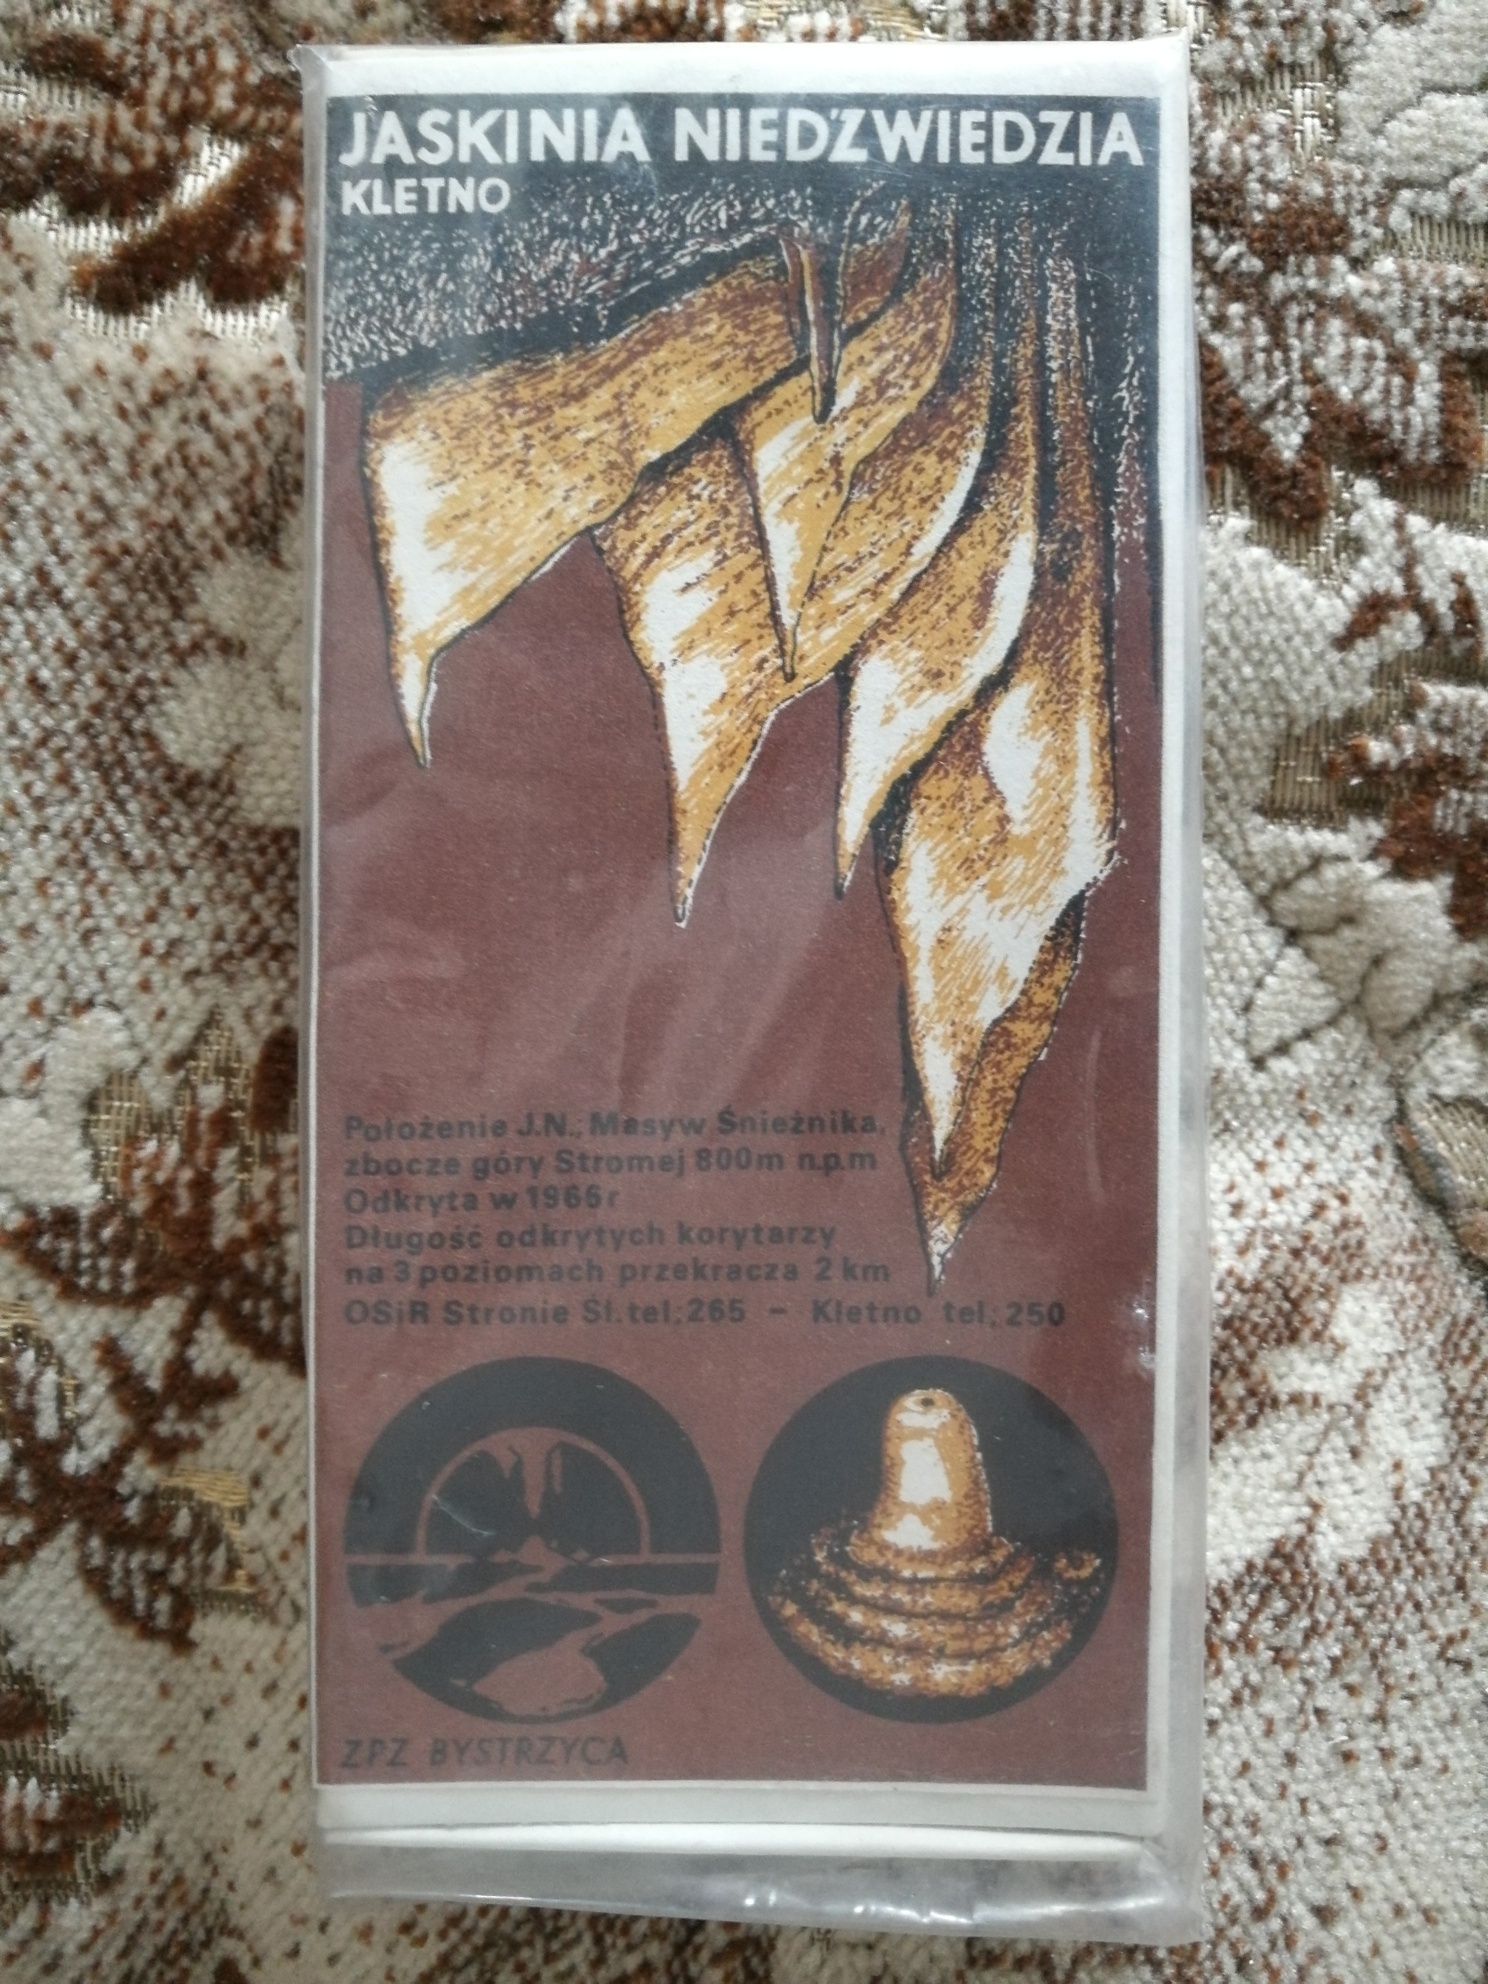 JASKINIA NIEDŹWIEDZIA
KLETNO
Położenie J.N.; Masyw Śnieżnika,
zbocze góry Stromej 800m n.p.m
Odkryta w 1966r
Długość odkrytych korytarzy
na 3 poziomach przekracza 2 km
OSiR Stronie Śl. tel; 265 – Kletno tel; 250
ZPZ BYSTRZYCA